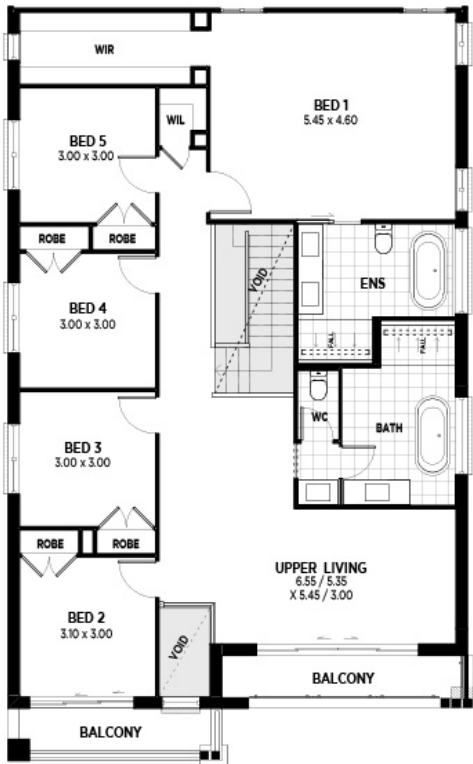 WIR
BED 1
5.45 x 4.60
WIL
BED 5
3.00 x 3.00
ROBE
ROBE
VOID
ENS
BED 4
3.00 x 3.00
FALL
FALL
WC
BATH
BED 3
3.00 x 3.00
ROBE
ROBE
UPPER LIVING
6.55 / 5.35
X 5.45 / 3.00
BED 2
3.10 x 3.00
VOID
BALCONY
BALCONY